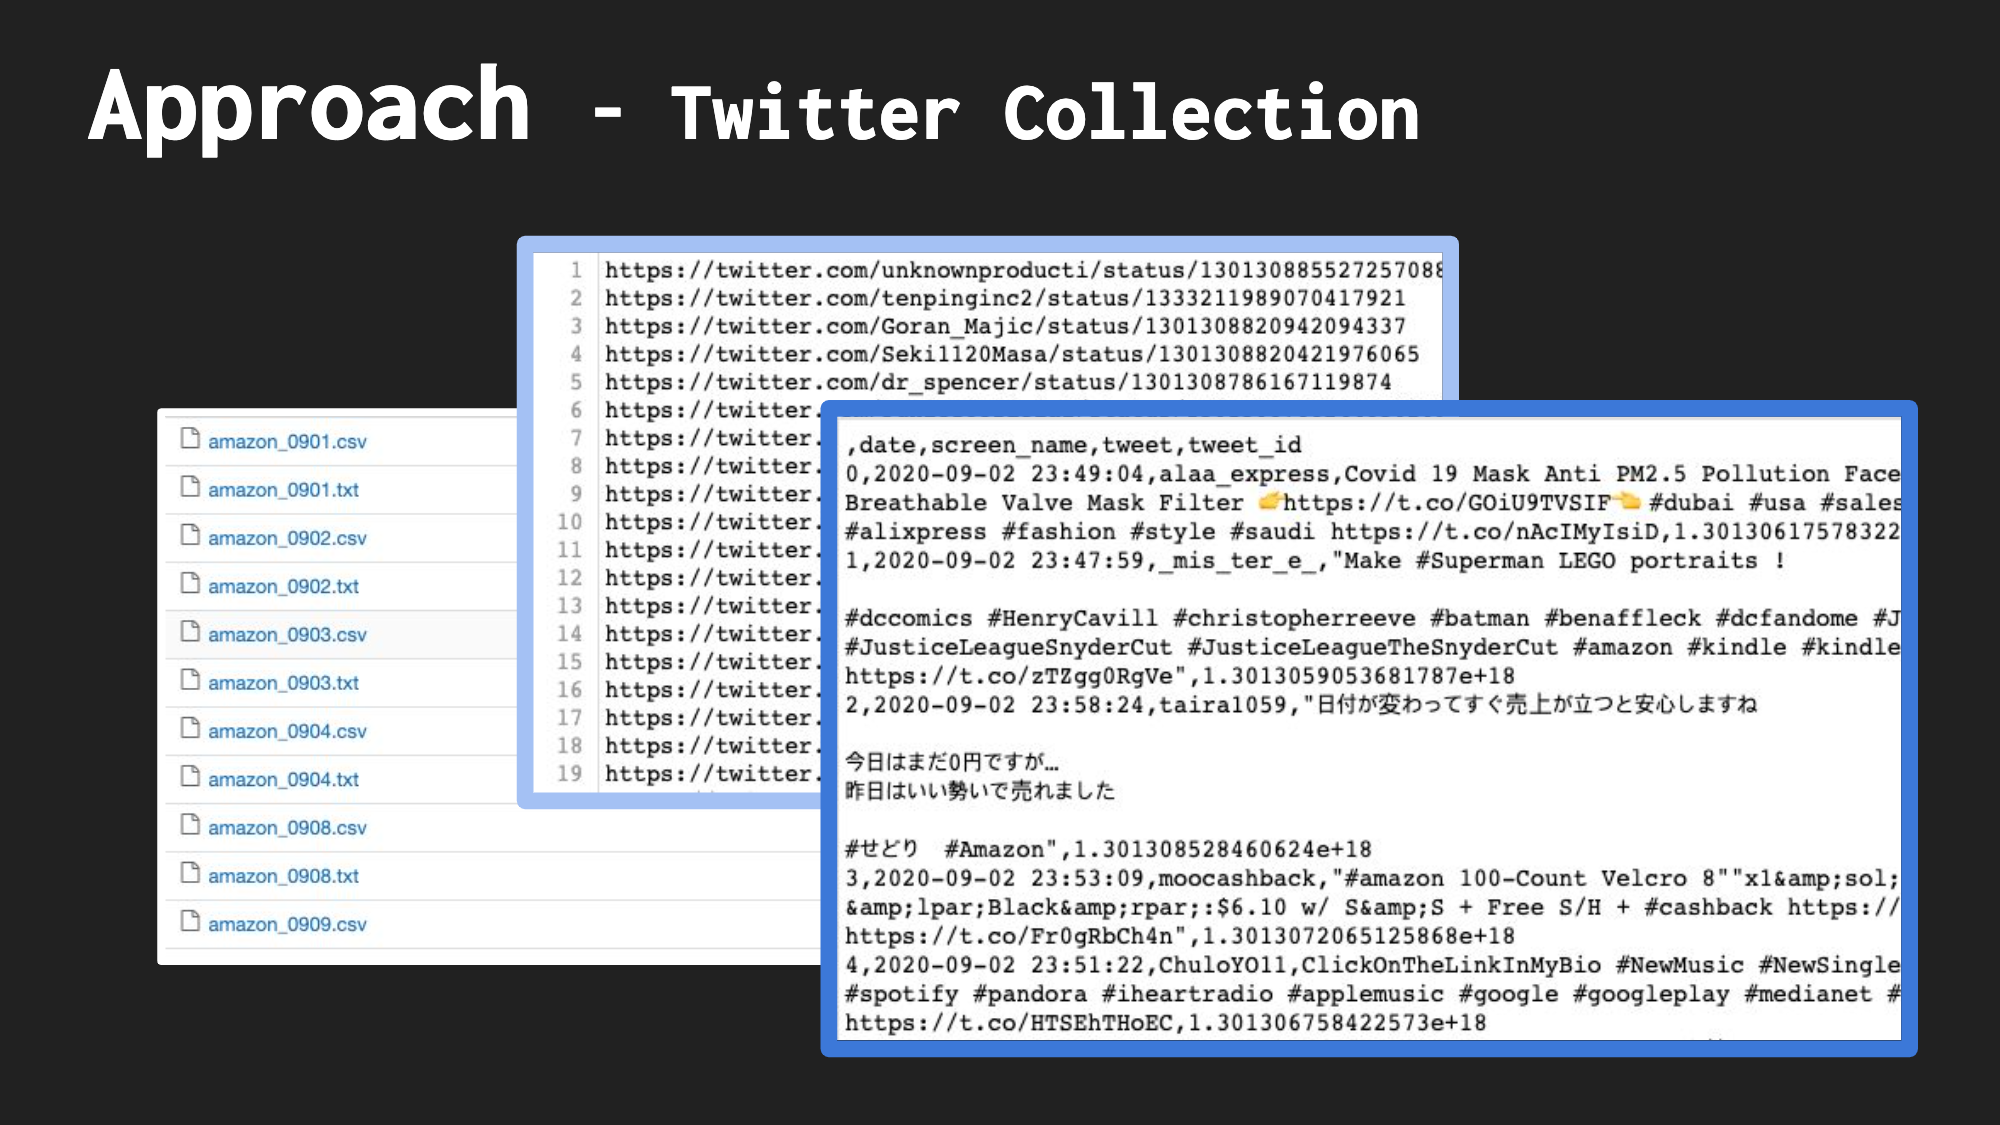 Approach - Twitter Collection
amazon_0901.csv
amazon_0901.txt
amazon_0902.csv
amazon_0902.txt
amazon_0903.csv
amazon_0903.txt
amazon_0904.csv
amazon_0904.txt
amazon_0908.csv
amazon_0908.txt
amazon_0909.csv
1 https://twitter.com/unknownproducti/status/1301308855272570880
2 https://twitter.com/tenpinginc2/status/1333211989070417921
3 https://twitter.com/Goran_Majic/status/1301308820942094337
4 https://twitter.com/Seki1120Masa/status/1301308820421976065
5 https://twitter.com/dr_spencer/status/1301308786167119874
6 https://twitter.
7 https://twitter.
8 https://twitter.
9 https://twitter.
10 https://twitter.
11 https://twitter.
12 https://twitter.
13 https://twitter.
14 https://twitter.
15 https://twitter.
16 https://twitter.
17 https://twitter.
18 https://twitter.
19 https://twitter.
,date,screen_name,tweet,tweet_id
0,2020-09-02 23:49:04,alaa_express,Covid 19 Mask Anti PM2.5 Pollution Face
Breathable Valve Mask Filter 👉https://t.co/GOiU9TVSIF👈 #dubai #usa #sales
#alixpress #fashion #style #saudi https://t.co/nAcIMyIsiD,1.30130617578322
1,2020-09-02 23:47:59,_mis_ter_e_,"Make #Superman LEGO portraits !
#dccomics #HenryCavill #christopherreeve #batman #benaffleck #dcfandome #J
#JusticeLeagueSnyderCut #JusticeLeagueTheSnyderCut #amazon #kindle #kindle
https://t.co/zTZgg0RgVe",1.3013059053681787e+18
2,2020-09-02 23:58:24,taira1059,"日付が変わってすぐ売上が立つと安心しますね
今日はまだ0円ですが…
昨日はいい勢いで売れました
#せどり　#Amazon",1.301308528460624e+18
3,2020-09-02 23:53:09,moocashback,"#amazon 100-Count Velcro 8""x1&amp;sol;
&amp;lpar;Black&amp;rpar;:$6.10 w/ S&amp;S + Free S/H + #cashback https://
https://t.co/Fr0gRbCh4n",1.3013072065125868e+18
4,2020-09-02 23:51:22,ChuloYO11,ClickOnTheLinkInMyBio #NewMusic #NewSingle
#spotify #pandora #iheartradio #applemusic #google #googleplay #medianet #
https://t.co/HTSEhTHoEC,1.301306758422573e+18